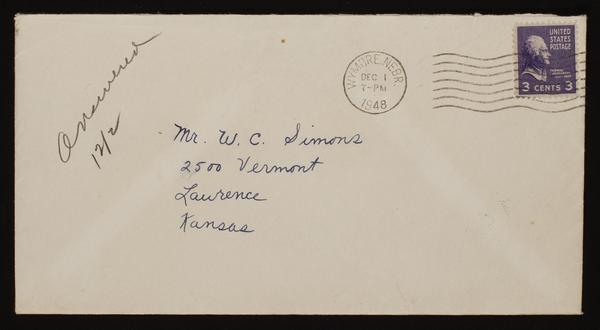 Answered
12/2
WYMORE, NEBR.
DEC 1
7-PM
1948
UNITED
STATES
POSTAGE
3 CENTS 3
Mr. W. C. Simons
2500 Vermont
Laurence
Kansas